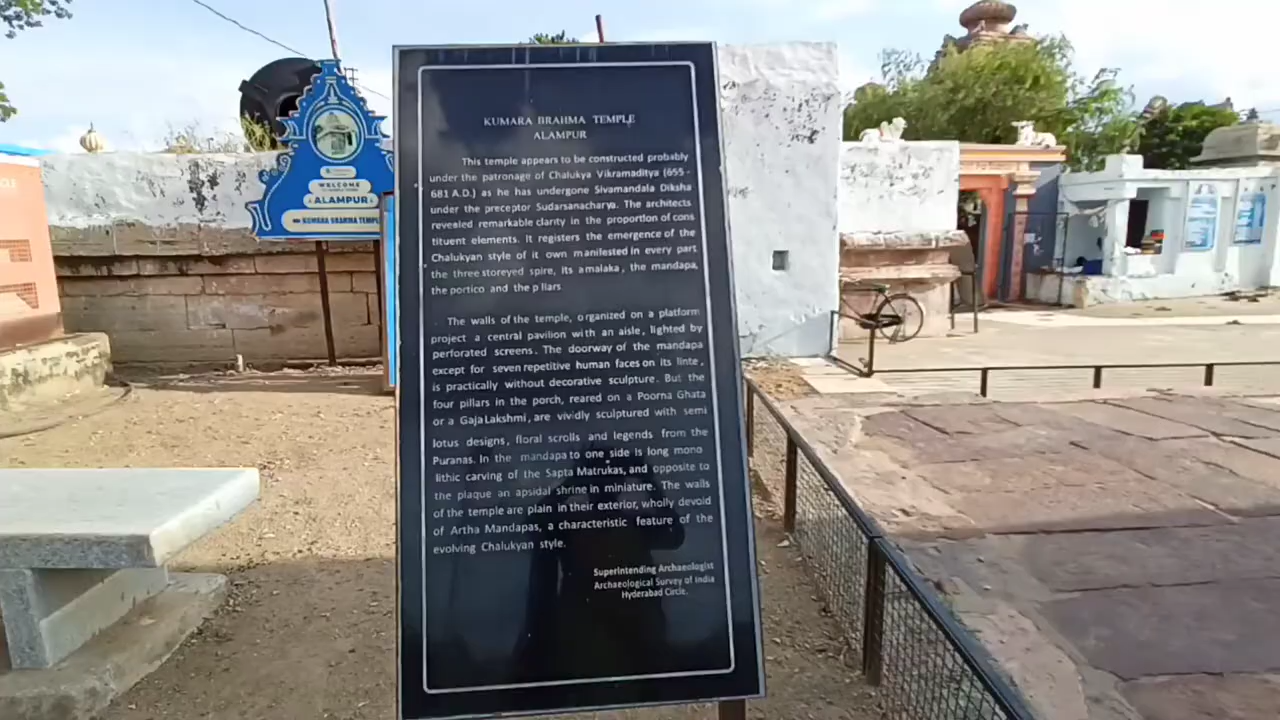 KUMARA BRAHMA TEMPLE
ALAMPUR
This temple appears to be constructed probably
under the patronage of Chalukya Vikramaditya (655 -
681 A.D.) as he has undergone Sivamandala Diksha
under the preceptor Sudarsanacharya. The architects
revealed remarkable clarity in the proportion of cons
tituent elements. It registers the emergence of the
Chalukyan style of it own manifested in every part
the three storeyed spire, its amalaka, the mandapa,
the portico and the pillars
The walls of the temple, organized on a platform
project a central pavilion with an aisle, lighted by
perforated screens. The doorway of the mandapa
except for seven repetitive human faces on its linte,
is practically without decorative sculpture. But the
four pillars in the porch, reared on a Poorna Ghata
or a Gaja Lakshmi, are vividly sculptured with semi
lotus designs, floral scrolls and legends from the
Puranas. In the mandapa to one side is long mono
lithic carving of the Sapta Matrukas, and opposite to
the plaque an apsidal shrine in miniature. The walls
of the temple are plain in their exterior, wholly devoid
of Artha Mandapas, a characteristic feature of the
evolving Chalukyan style.
Superintending Archaeologist
Archaeological Survey of India
Hyderabad Circle.
WELCOME
ALAMPUR
KUMARA BRAHMA TEMPLE